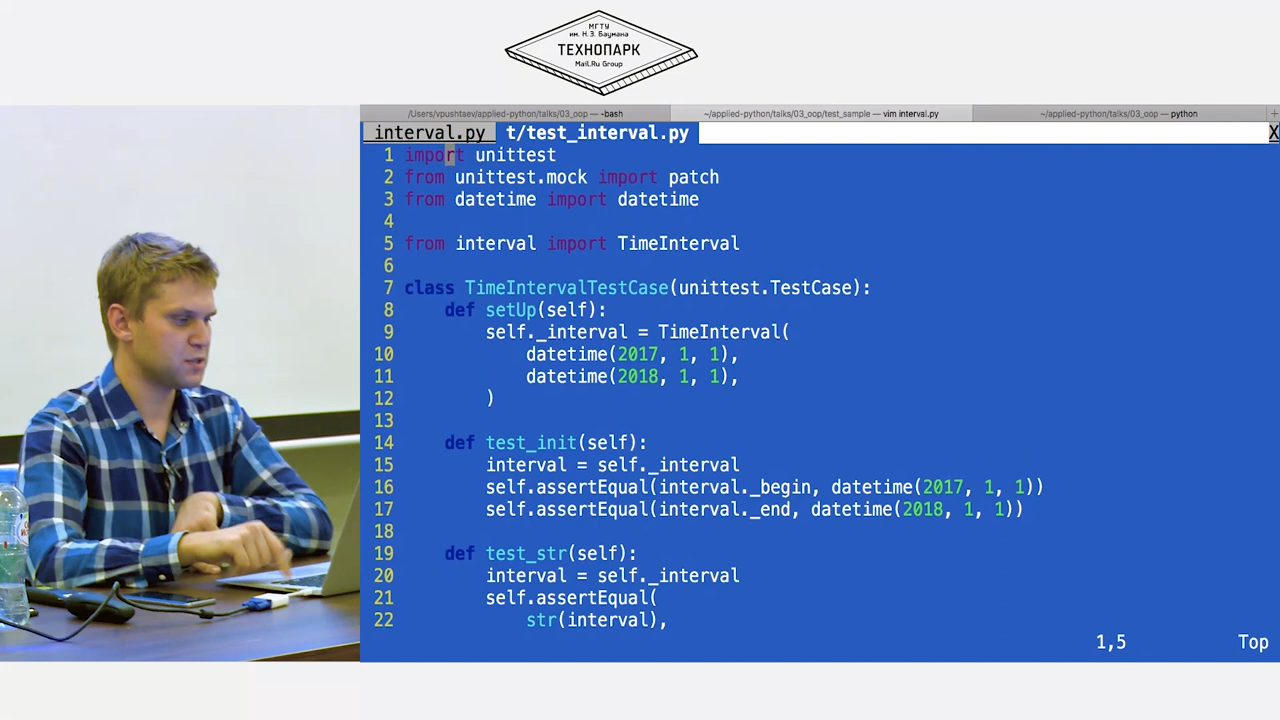 МГТУ
им. Н.Э. Баумана
ТЕХНОПАРК
Mail.Ru Group
/Users/vpushtaev/applied-python/talks/03_oop — -bash
~/applied-python/talks/03_oop/test_sample — vim interval.py
~/applied-python/talks/03_oop — python
+
interval.py t/test_interval.py X
1 import unittest
2 from unittest.mock import patch
3 from datetime import datetime
4
5 from interval import TimeInterval
6
7 class TimeIntervalTestCase(unittest.TestCase):
8 def setUp(self):
9 self._interval = TimeInterval(
10 datetime(2017, 1, 1),
11 datetime(2018, 1, 1),
12 )
13
14 def test_init(self):
15 interval = self._interval
16 self.assertEqual(interval._begin, datetime(2017, 1, 1))
17 self.assertEqual(interval._end, datetime(2018, 1, 1))
18
19 def test_str(self):
20 interval = self._interval
21 self.assertEqual(
22 str(interval),
1,5 Top